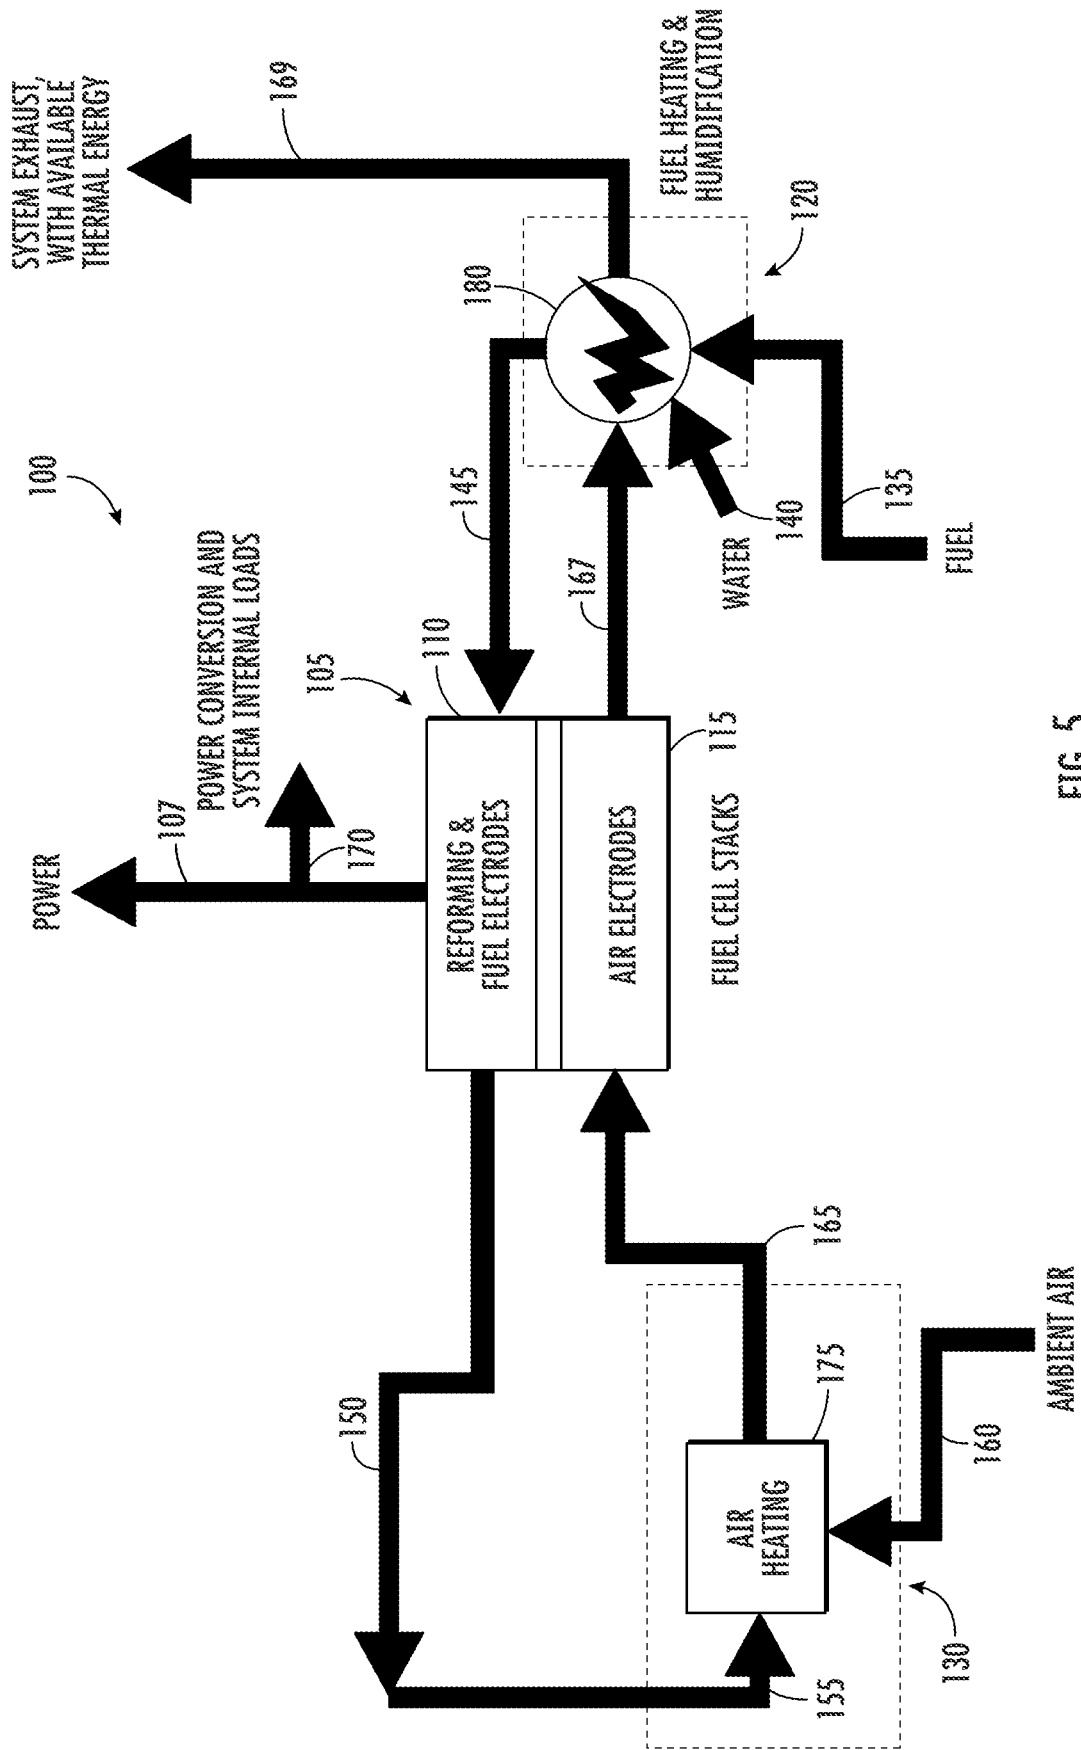 100
POWER
107
POWER CONVERSION AND
SYSTEM INTERNAL LOADS
170
SYSTEM EXHAUST,
WITH AVAILABLE
THERMAL ENERGY
169
150
105
110
145
180
REFORMING &
FUEL ELECTRODES
AIR ELECTRODES
115
FUEL CELL STACKS
167
FUEL HEATING &
HUMIDIFICATION
120
WATER
140
135
FUEL
165
AIR
HEATING
175
155
130
160
AMBIENT AIR
FIG. 5